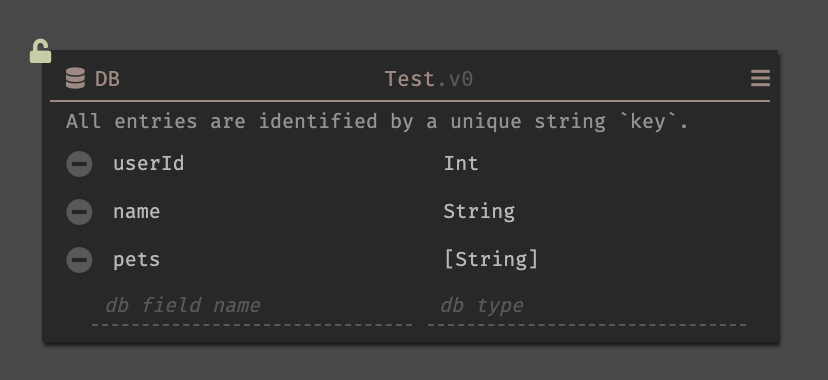 DB Test.v0
All entries are identified by a unique string `key`.
userId Int
name String
pets [String]
db field name db type